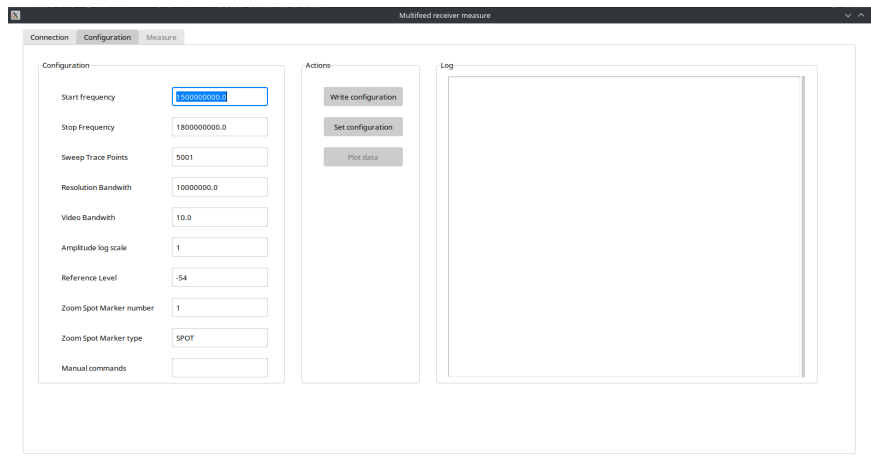 Multifeed receiver measure
Connection Configuration Measure
Configuration
Start frequency 1500000000.0
Stop Frequency 1800000000.0
Sweep Trace Points 5001
Resolution Bandwith 10000000.0
Video Bandwith 10.0
Amplitude log scale 1
Reference Level -54
Zoom Spot Marker number 1
Zoom Spot Marker type SPOT
Manual commands
Actions
Write configuration
Set configuration
Plot data
Log